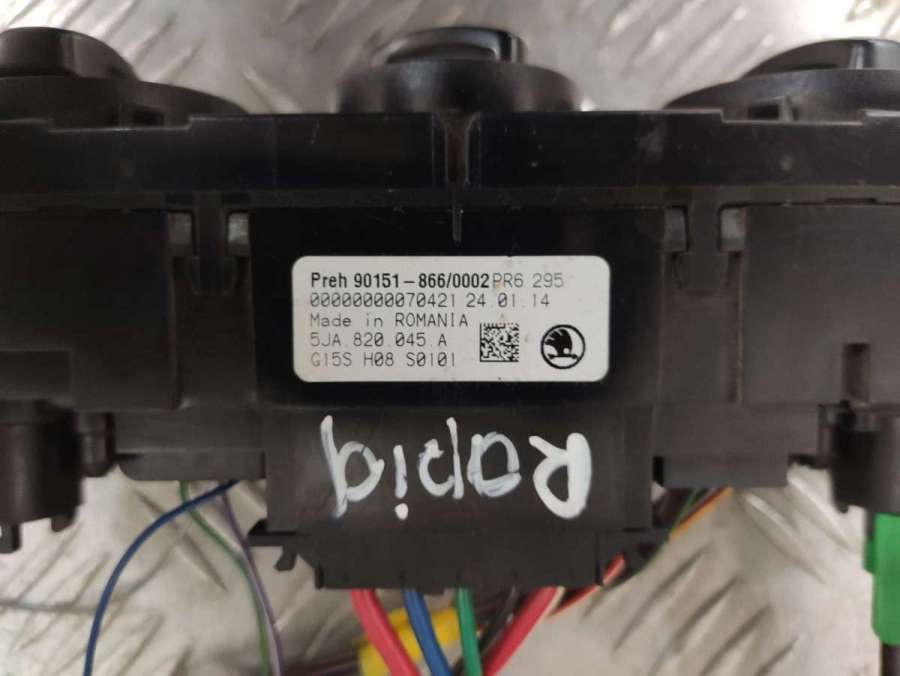 Preh 90151-866/0002 PR6 295
00000000070421 24.01.14
Made in ROMANIA
5JA.820.045.A
G15S H08 S0101
Rapid